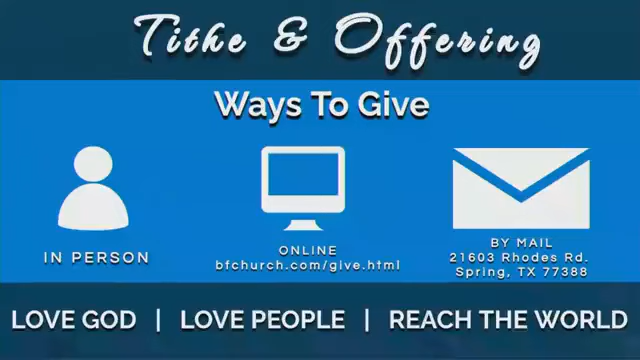 Tithe & Offering
Ways To Give
IN PERSON
ONLINE
bfchurch.com/give.html
BY MAIL
21603 Rhodes Rd.
Spring, TX 77388
LOVE GOD | LOVE PEOPLE | REACH THE WORLD